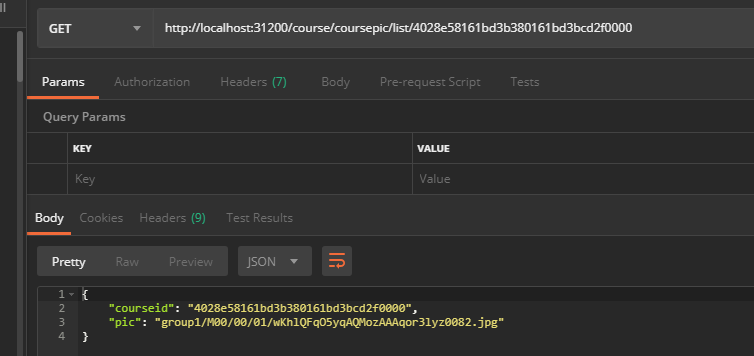 ll
GET http://localhost:31200/course/coursepic/list/4028e58161bd3b380161bd3bcd2f0000
Params Authorization Headers (7) Body Pre-request Script Tests
Query Params
KEY VALUE
Key Value
Body Cookies Headers (9) Test Results
Pretty Raw Preview JSON
1 {
2 "courseid": "4028e58161bd3b380161bd3bcd2f0000",
3 "pic": "group1/M00/00/01/wKhlQFqO5yqAQMozAAAqor3lyz0082.jpg"
4 }